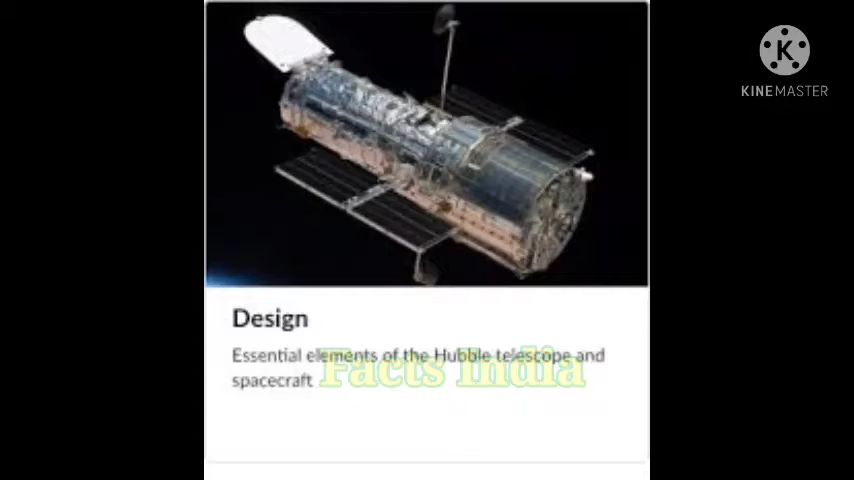 K
KINEMASTER
Design
Essential elements of the Hubble telescope and
spacecraft
Facts India